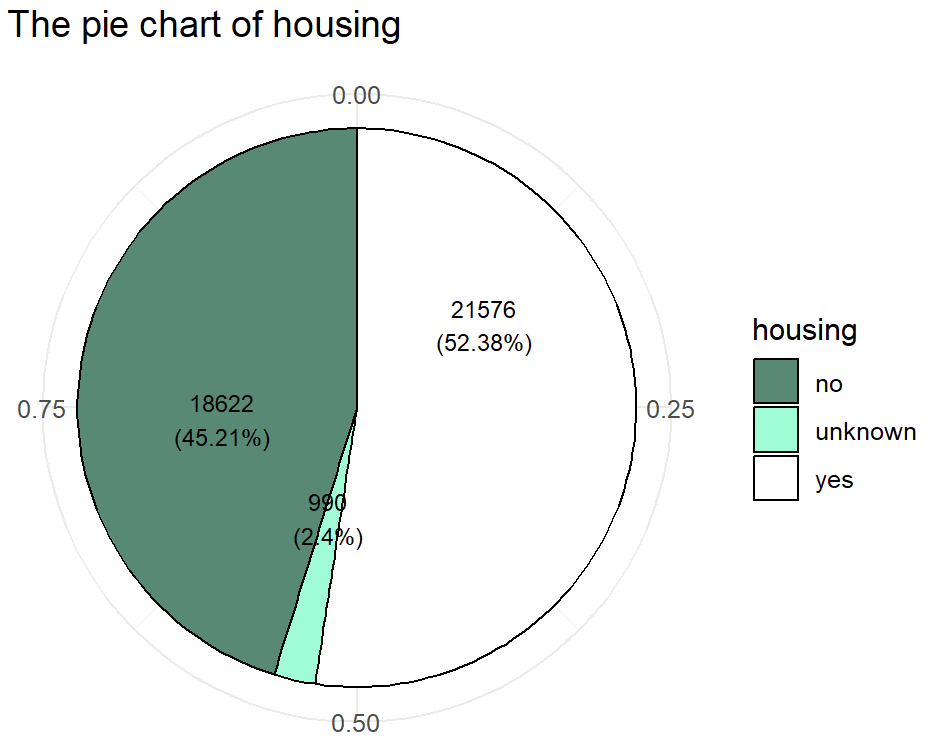 The pie chart of housing
0.00
21576
(52.38%)
18622
(45.21%)
0.75
0.25
990
(2.4%)
0.50
housing
no
unknown
yes